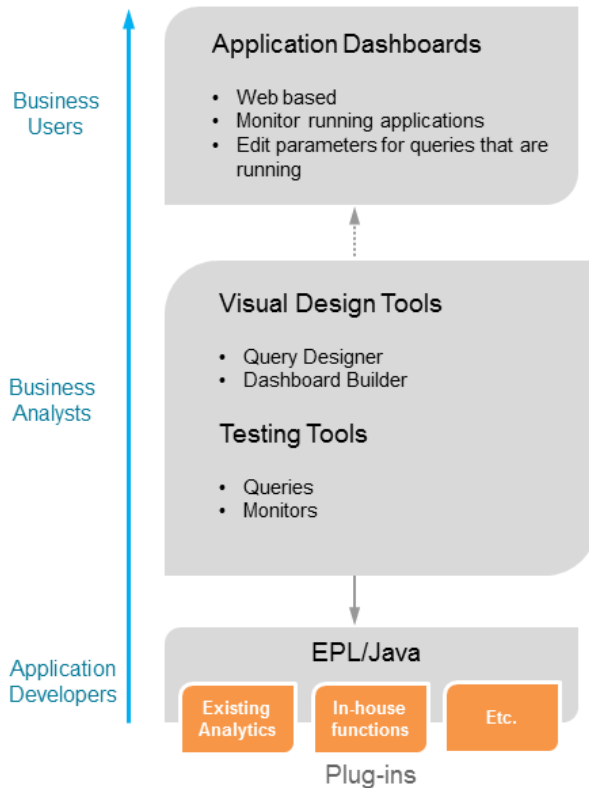 Application Dashboards
Business
Users
• Web based
• Monitor running applications
• Edit parameters for queries that are
running
Visual Design Tools
• Query Designer
• Dashboard Builder
Business
Analysts
Testing Tools
• Queries
• Monitors
EPL/Java
Application
Developers
Existing
Analytics
In-house
functions
Etc.
Plug-ins